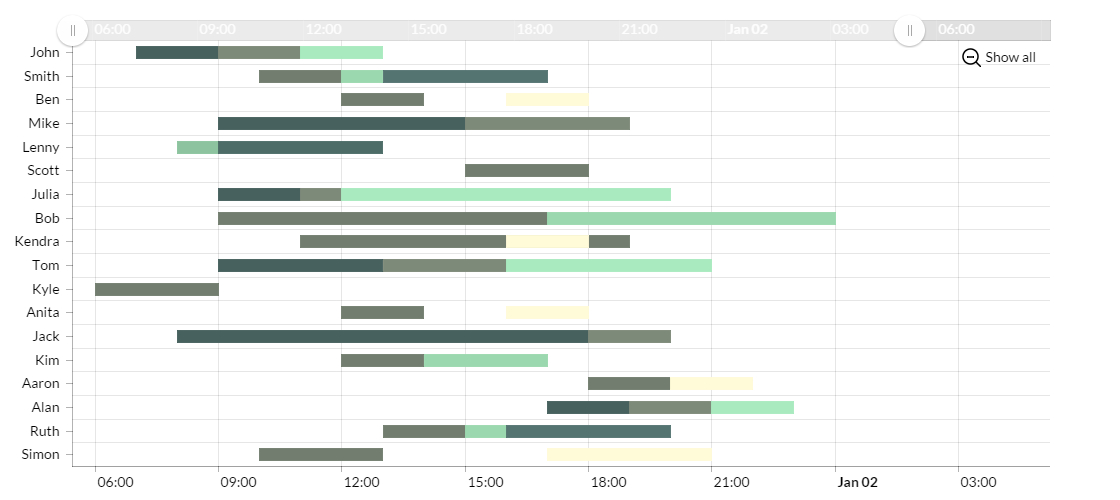 06:00 09:00 12:00 15:00 18:00 21:00 Jan 02 03:00 06:00
John
Show all
Smith
Ben
Mike
Lenny
Scott
Julia
Bob
Kendra
Tom
Kyle
Anita
Jack
Kim
Aaron
Alan
Ruth
Simon
06:00 09:00 12:00 15:00 18:00 21:00 Jan 02 03:00